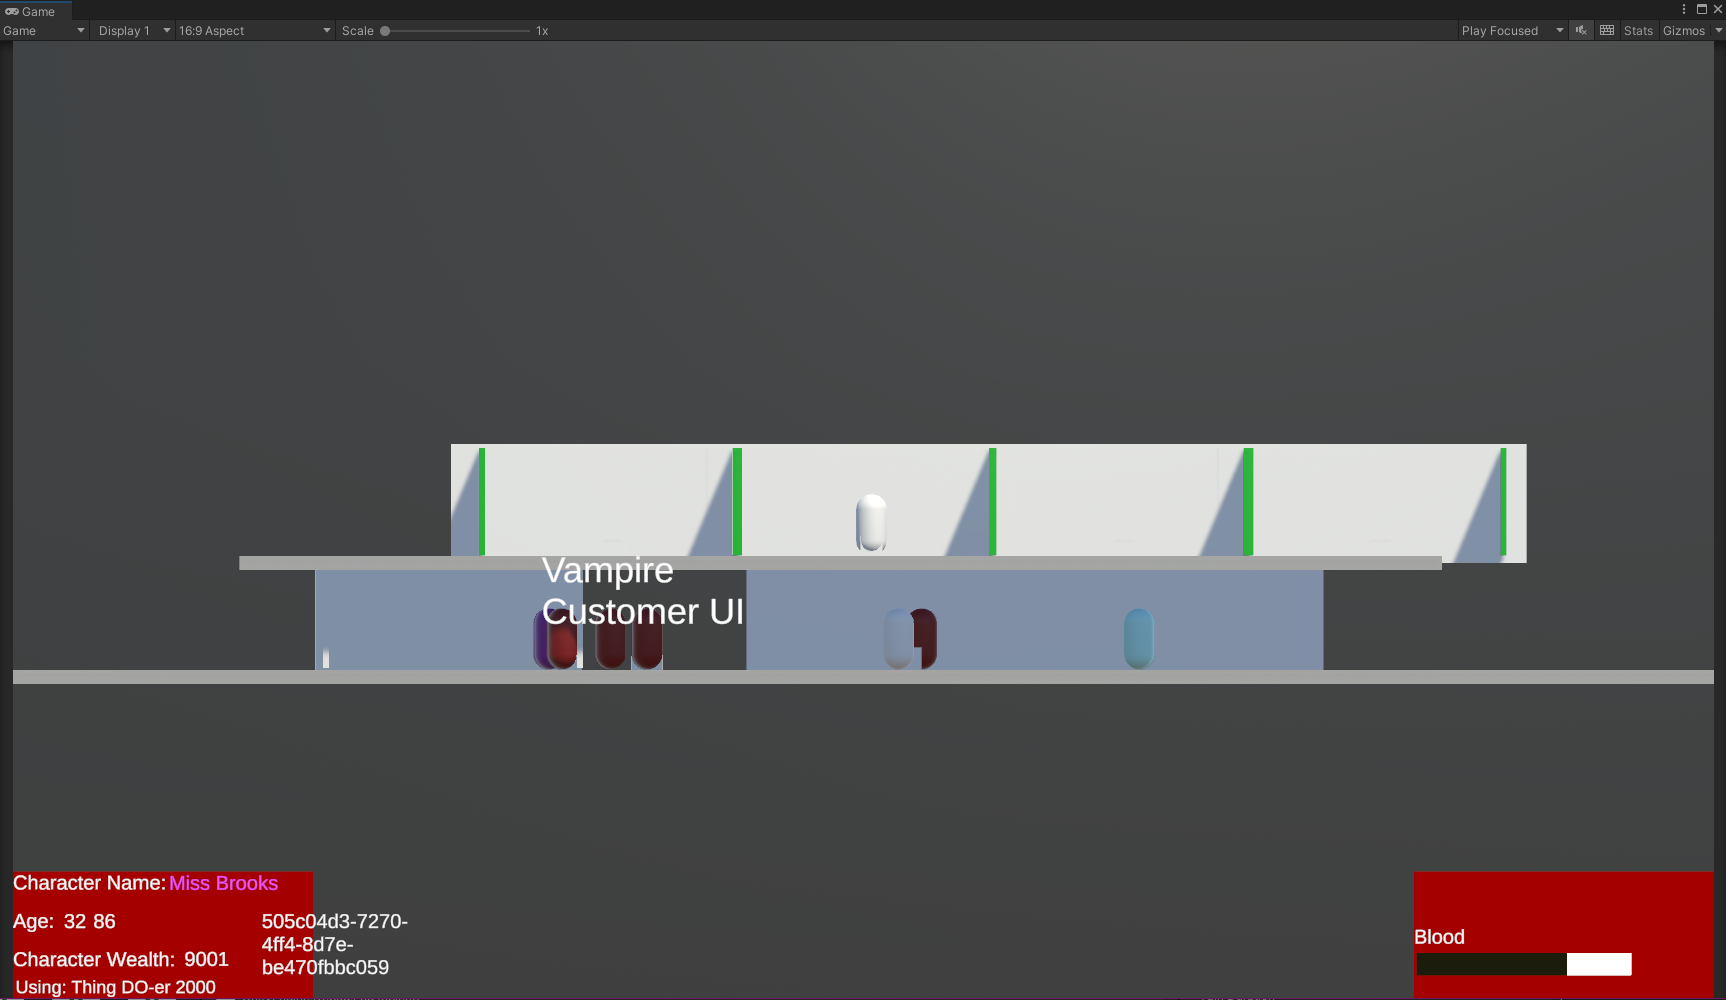 Game
Game Display 1 16:9 Aspect Scale 1x Play Focused Stats Gizmos
Vampire
Customer UI
Character Name: Miss Brooks
Age: 32 86
505c04d3-7270-
4ff4-8d7e-
be470fbbc059
Character Wealth: 9001
Using: Thing DO-er 2000
Blood